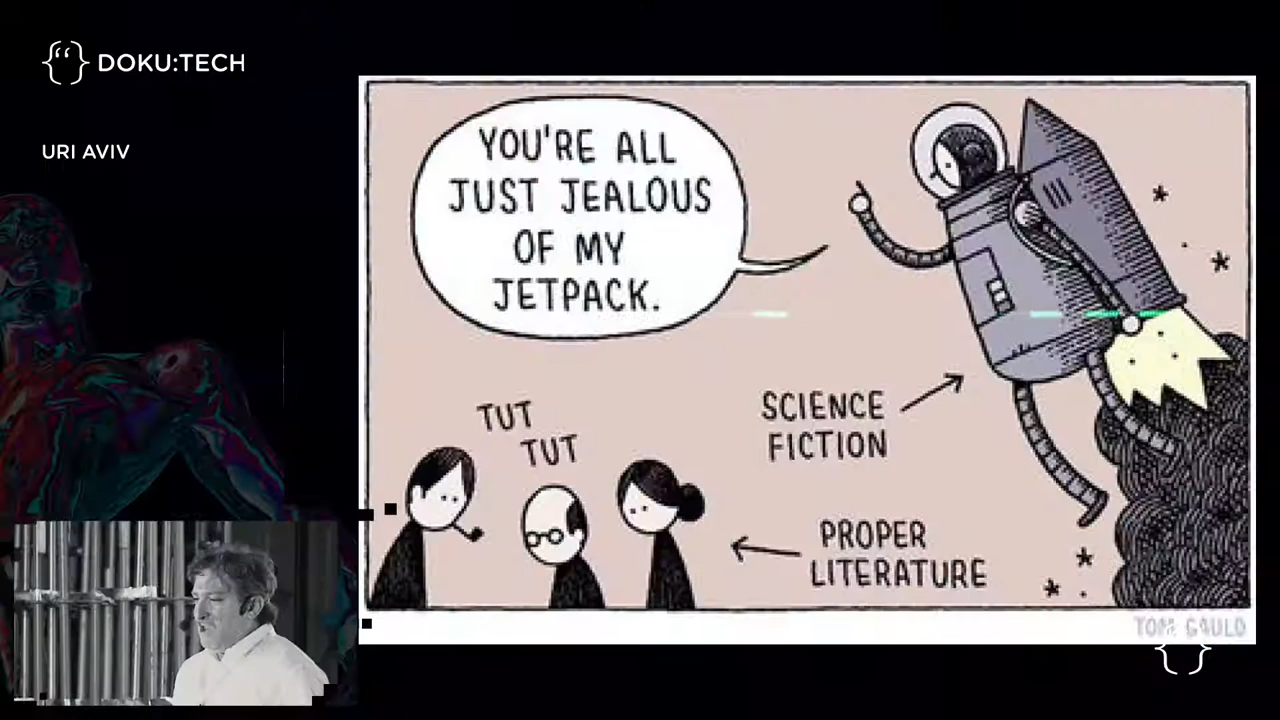 DOKU:TECH
URI AVIV
YOU'RE ALL
JUST JEALOUS
OF MY
JETPACK.
TUT
TUT
SCIENCE
FICTION
PROPER
LITERATURE
TOM GAULD